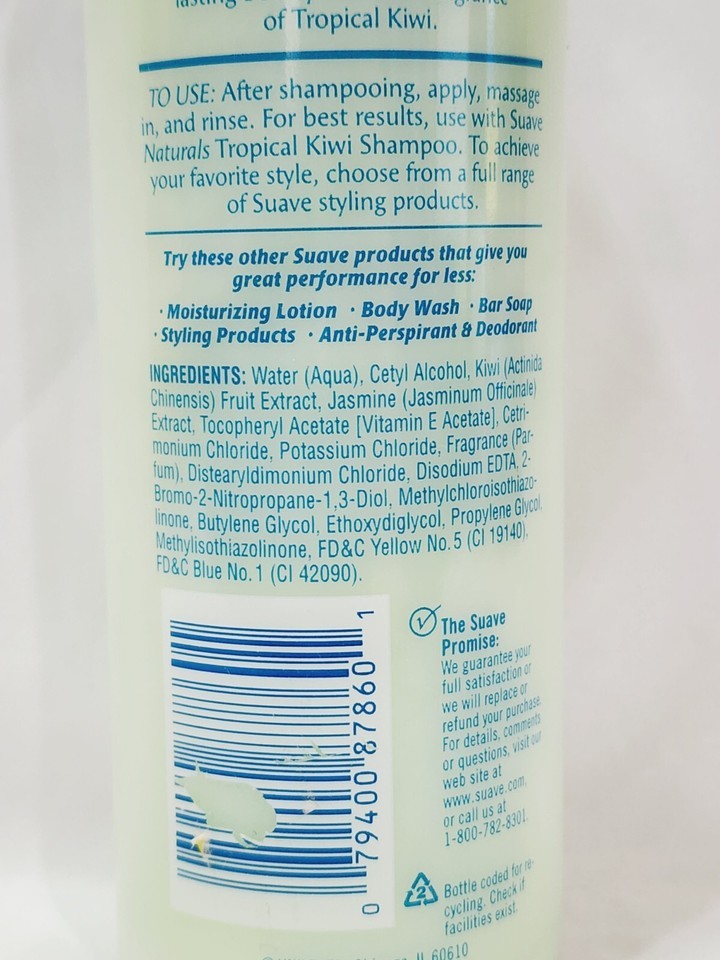 of Tropical Kiwi.
TO USE: After shampooing, apply, massage
in, and rinse. For best results, use with Suave
Naturals Tropical Kiwi Shampoo. To achieve
your favorite style, choose from a full range
of Suave styling products.
Try these other Suave products that give you
great performance for less:
· Moisturizing Lotion · Body Wash · Bar Soap
· Styling Products · Anti-Perspirant & Deodorant
INGREDIENTS: Water (Aqua), Cetyl Alcohol, Kiwi (Actinida
Chinensis) Fruit Extract, Jasmine (Jasminum Officinale)
Extract, Tocopheryl Acetate [Vitamin E Acetate], Cetri-
monium Chloride, Potassium Chloride, Fragrance (Par-
fum), Distearyldimonium Chloride, Disodium EDTA, 2-
Bromo-2-Nitropropane-1,3-Diol, Methylchloroisothiazo-
linone, Butylene Glycol, Ethoxydiglycol, Propylene Glycol,
Methylisothiazolinone, FD&C Yellow No. 5 (CI 19140),
FD&C Blue No. 1 (CI 42090).
0 79400 87860 1
The Suave
Promise:
We guarantee your
full satisfaction or
we will replace or
refund your purchase.
For details, comments
or questions, visit our
web site at
www.suave.com,
or call us at
1-800-782-8301.
2
Bottle coded for re-
cycling. Check if
facilities exist.
IL 60610